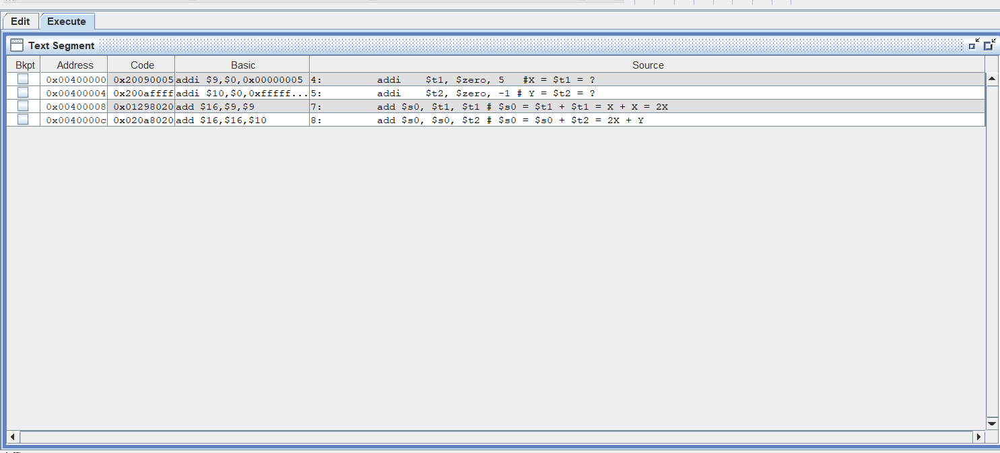 Edit Execute
Text Segment
Bkpt Address Code Basic Source
0x00400000 0x20090005 addi $9,$0,0x00000005 4: addi $t1, $zero, 5 #X = $t1 = ?
0x00400004 0x200affff addi $10,$0,0xfffff... 5: addi $t2, $zero, -1 # Y = $t2 = ?
0x00400008 0x01298020 add $16,$9,$9 7: add $s0, $t1, $t1 # $s0 = $t1 + $t1 = X + X = 2X
0x0040000c 0x020a8020 add $16,$16,$10 8: add $s0, $s0, $t2 # $s0 = $s0 + $t2 = 2X + Y